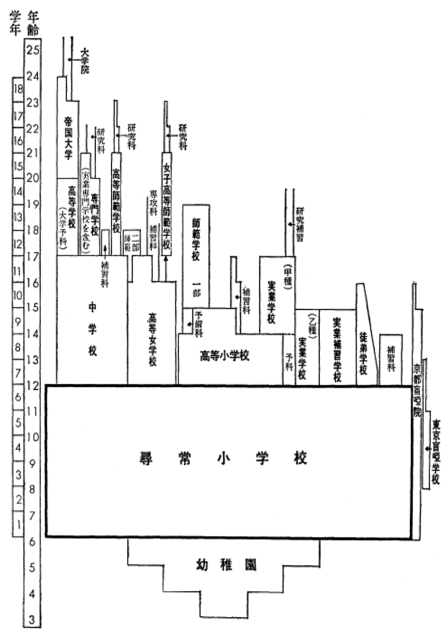 学年
年齢
25
24
23
22
21
20
19
18
17
16
15
14
13
12
11
10
9
8
7
6
5
4
3
18
17
16
15
14
13
12
11
10
9
8
7
6
5
4
3
2
1
大学院
帝国大学
高等学校
(大学予科)
研究科
専門学校
(実業専門学校を含む)
補習科
研究科
高等師範学校
二部
師範
研究科
女子高等師範学校
専攻科
補習科
師範学校
一部
予備科
補習科
研究補習
(甲種)
実業学校
中学校
高等女学校
高等小学校
予科
(乙種)
実業学校
実業補習学校
徒弟学校
補習科
京都盲唖院
東京盲唖学校
尋常小学校
幼稚園